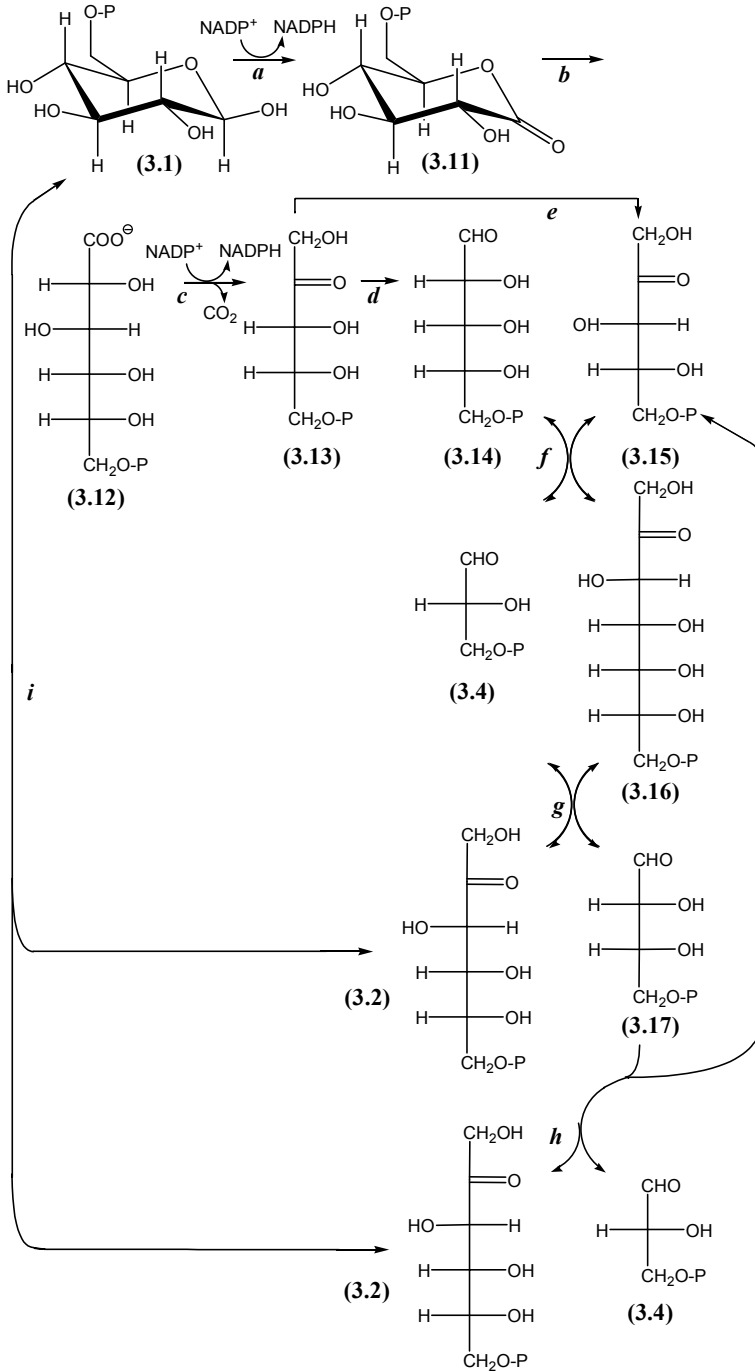 O-P
O-P
NADP⁺ NADPH
H H
H H
a
b
HO O
HO O
HO OH
HO
H OH
H OH
O
H H
(3.1)
(3.11)
e
COO⊖
CH₂OH
CHO
CH₂OH
NADP⁺ NADPH
H OH
O
H OH
O
c
d
HO H
CO₂
H OH
H OH
OH H
H OH
H OH
H OH
H OH
H OH
CH₂O-P
CH₂O-P
CH₂O-P
CH₂O-P
(3.12)
(3.13)
(3.14)
f
(3.15)
CH₂OH
O
CHO
HO H
H OH
H OH
CH₂O-P
H OH
(3.4)
i
H OH
CH₂O-P
(3.16)
g
CH₂OH
CHO
O
H OH
HO H
H OH
H OH
CH₂O-P
(3.2)
H OH
(3.17)
CH₂O-P
h
CH₂OH
O
CHO
HO H
H OH
H OH
CH₂O-P
(3.2)
H OH
(3.4)
CH₂O-P